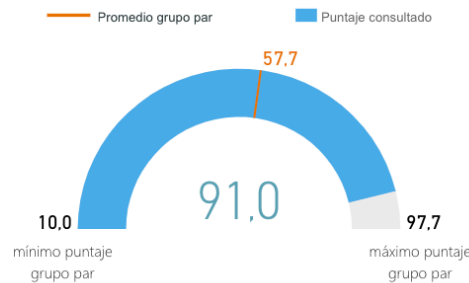 Promedio grupo par
Puntaje consultado
57,7
91,0
10,0
97,7
mínimo puntaje
grupo par
máximo puntaje
grupo par